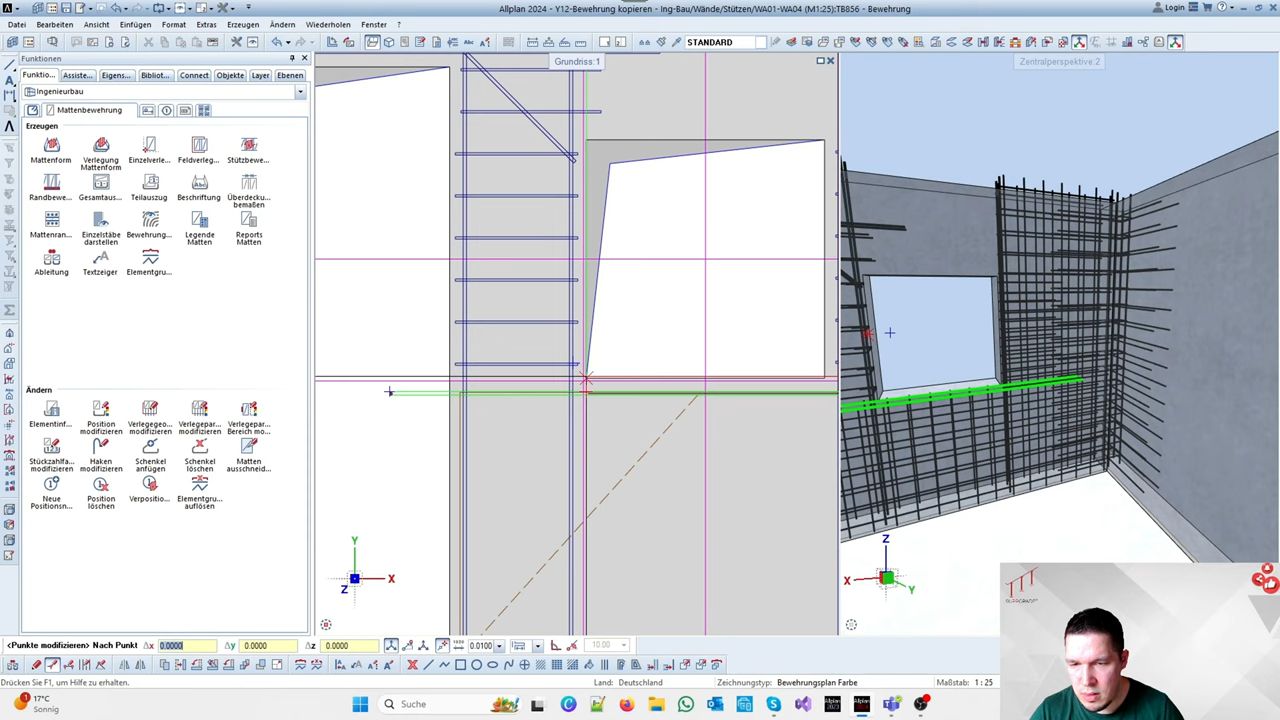 Allplan 2024 - Y12-Bewehrung kopieren - Ing-Bau/Wände/Stützen/WA01-WA04 (M1:25):TB856 - Bewehrung
Login
Datei Bearbeiten Ansicht Einfügen Format Extras Erzeugen Ändern Wiederholen Fenster ?
STANDARD
Funktionen
Funktio... Assiste... Eigens... Bibliot... Connect Objekte Layer Ebenen
Ingenieurbau
Mattenbewehrung
Erzeugen
Mattenform
Verlegung Mattenform
Einzelverle...
Feldverleg...
Stützbewe...
Randbewe...
Gesamtaus...
Teilauszug
Beschriftung
Überdecku... bemaßen
Mattenran...
Einzelstäbe darstellen
Bewehrung...
Legende Matten
Reports Matten
Ableitung
Textzeiger
Elementgru...
Ändern
Elementinf...
Position modifizieren
Verlegegeo... modifizieren
Verlegepar... modifizieren
Verlegepar... Bereich mo...
Stückzahlfa... modifizieren
Haken modifizieren
Schenkel anfügen
Schenkel löschen
Matten ausschneid...
Neue Positionsn...
Position löschen
Verpositio...
Elementgru... auflösen
Grundriss:1
Zentralperspektive:2
Y
X
Z
Z
X
Y
<Punkte modifizieren> Nach Punkt Δx 0.0000 Δy 0.0000 Δz 0.0000 0.0100 10.00
Drücken Sie F1, um Hilfe zu erhalten.
Land: Deutschland
Zeichnungstyp: Bewehrungsplan Farbe
Maßstab: 1 : 25
17°C
Sonnig
Suche